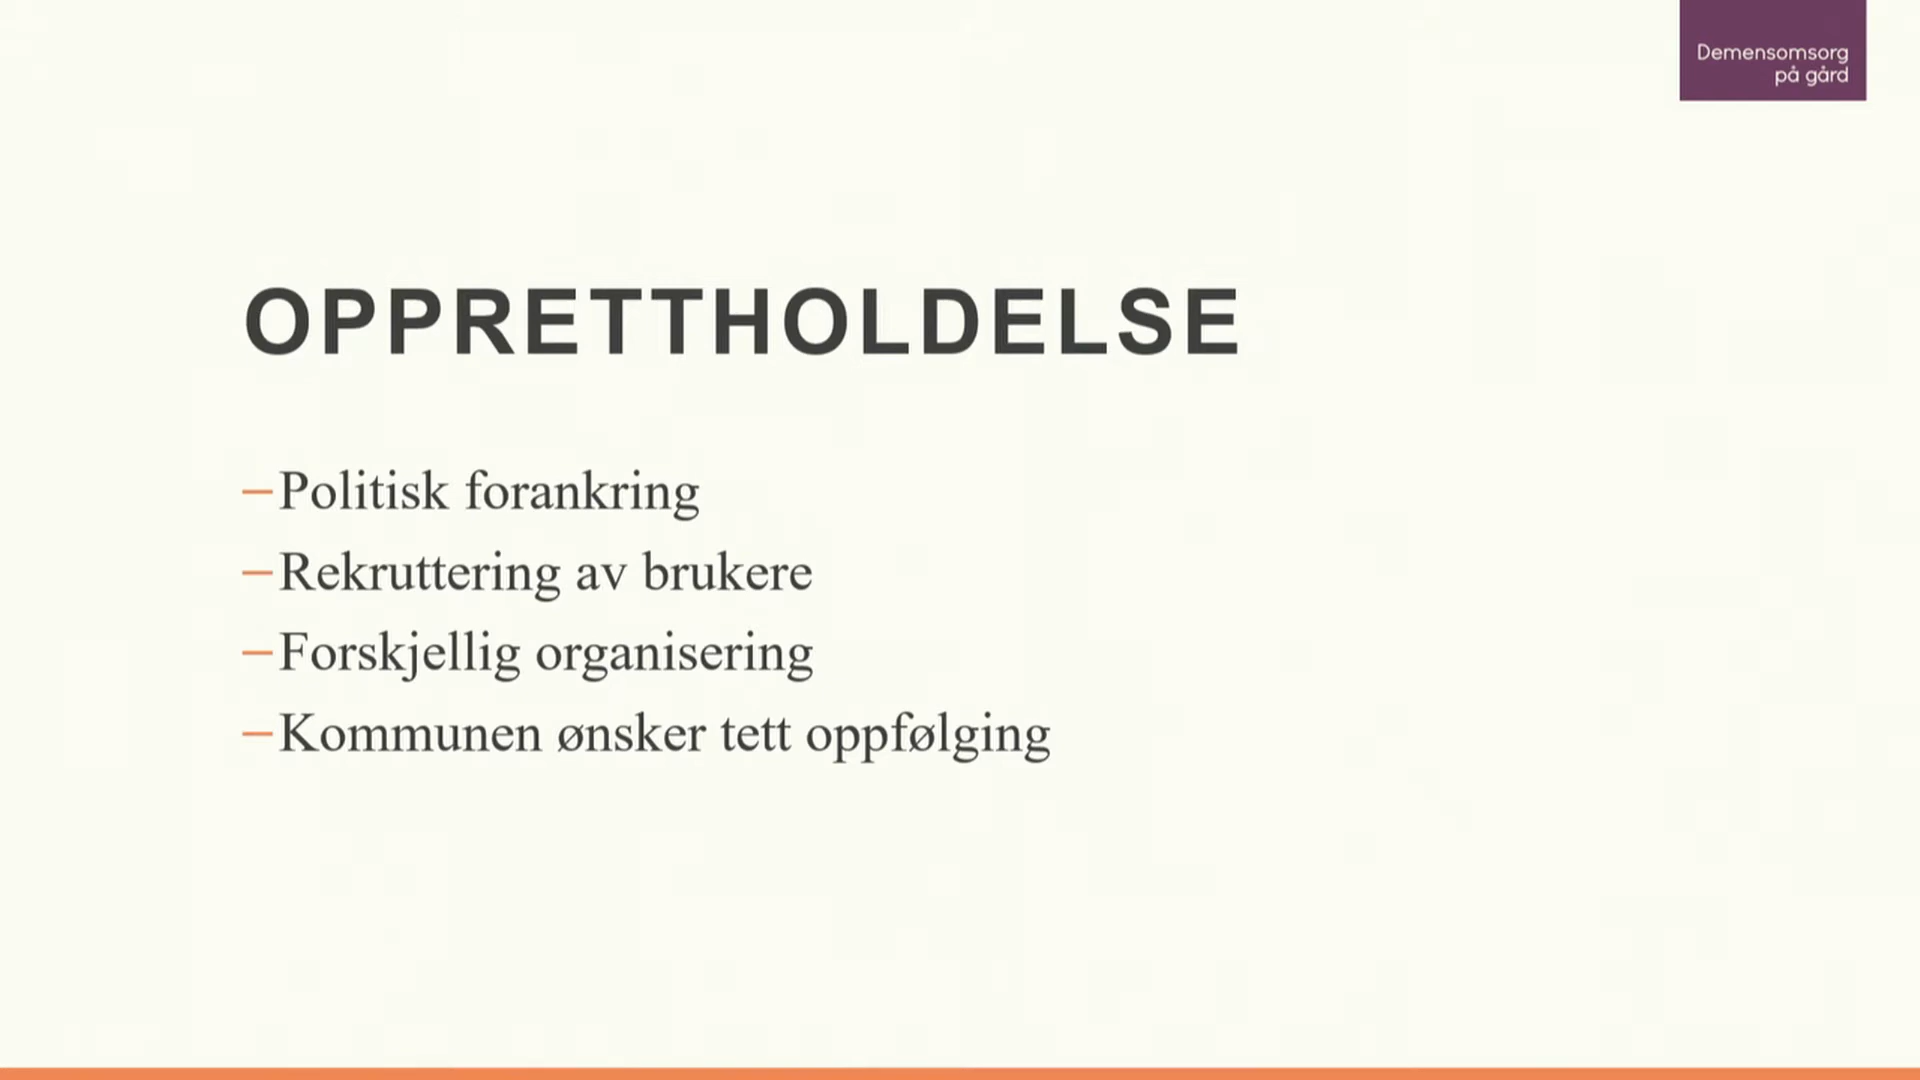 Demensomsorg
på gård
OPPRETTHOLDELSE
–Politisk forankring
–Rekruttering av brukere
–Forskjellig organisering
–Kommunen ønsker tett oppfølging